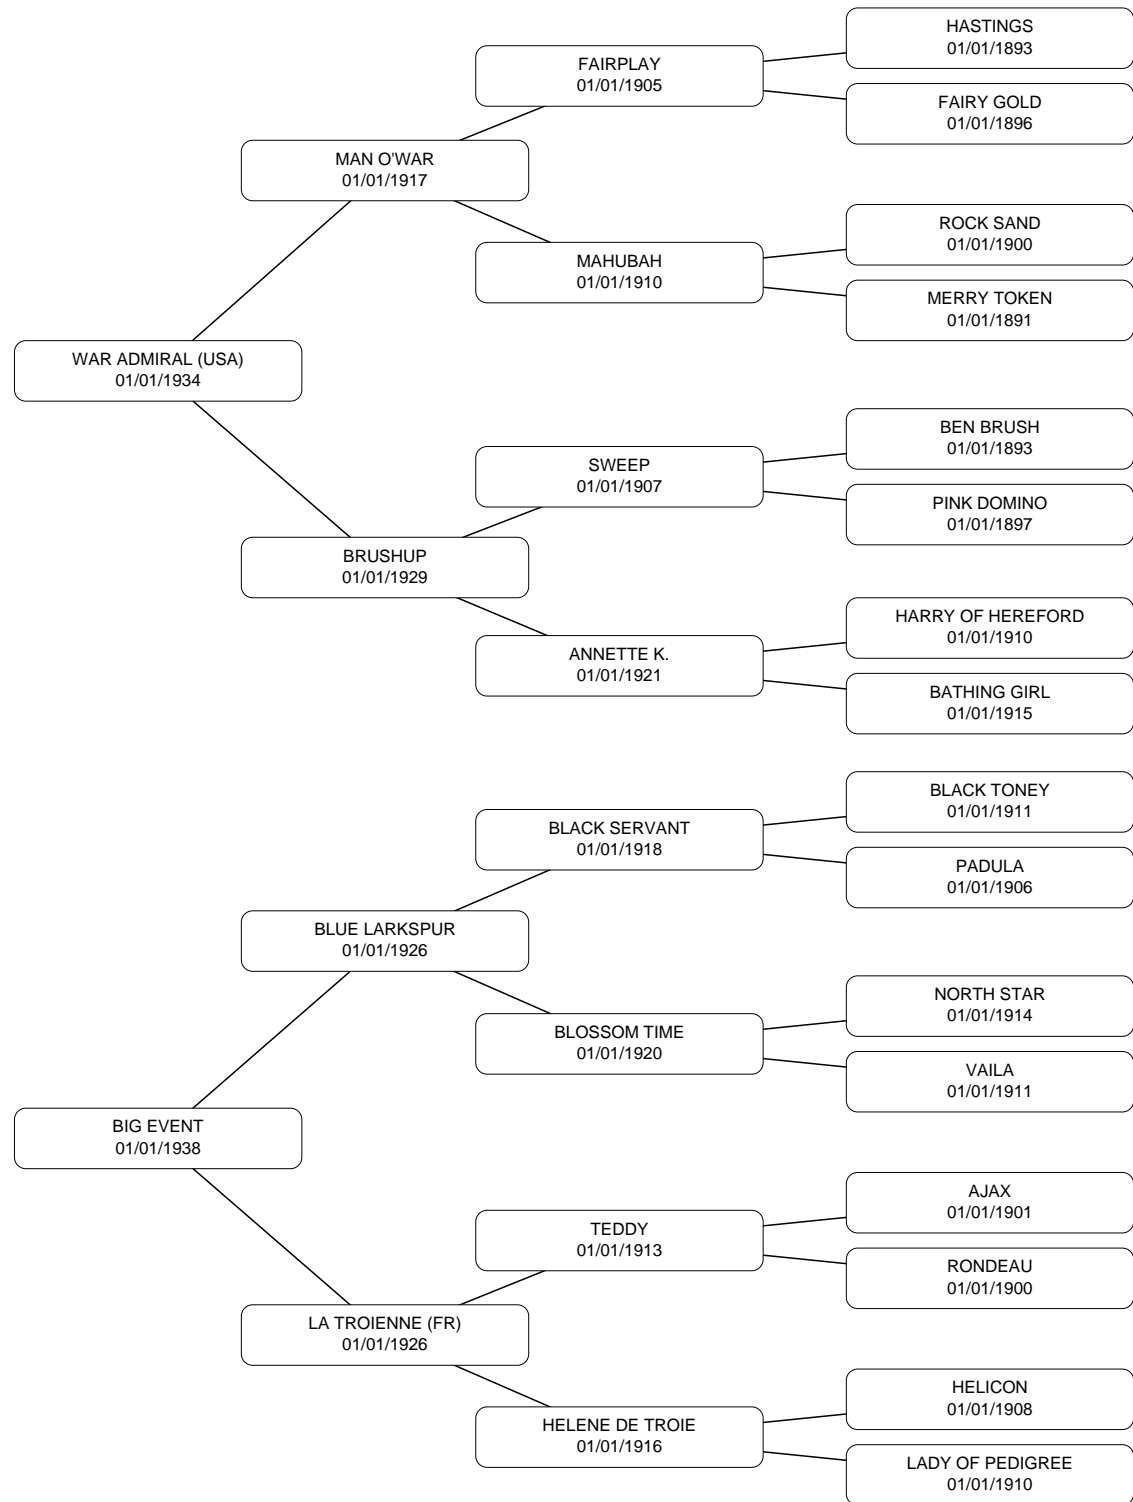 HASTINGS
01/01/1893
FAIRPLAY
01/01/1905
FAIRY GOLD
01/01/1896
MAN O'WAR
01/01/1917
ROCK SAND
01/01/1900
MAHUBAH
01/01/1910
MERRY TOKEN
01/01/1891
WAR ADMIRAL (USA)
01/01/1934
BEN BRUSH
01/01/1893
SWEEP
01/01/1907
PINK DOMINO
01/01/1897
BRUSHUP
01/01/1929
HARRY OF HEREFORD
01/01/1910
ANNETTE K.
01/01/1921
BATHING GIRL
01/01/1915
BLACK TONEY
01/01/1911
BLACK SERVANT
01/01/1918
PADULA
01/01/1906
BLUE LARKSPUR
01/01/1926
NORTH STAR
01/01/1914
BLOSSOM TIME
01/01/1920
VAILA
01/01/1911
BIG EVENT
01/01/1938
AJAX
01/01/1901
TEDDY
01/01/1913
RONDEAU
01/01/1900
LA TROIENNE (FR)
01/01/1926
HELICON
01/01/1908
HELENE DE TROIE
01/01/1916
LADY OF PEDIGREE
01/01/1910